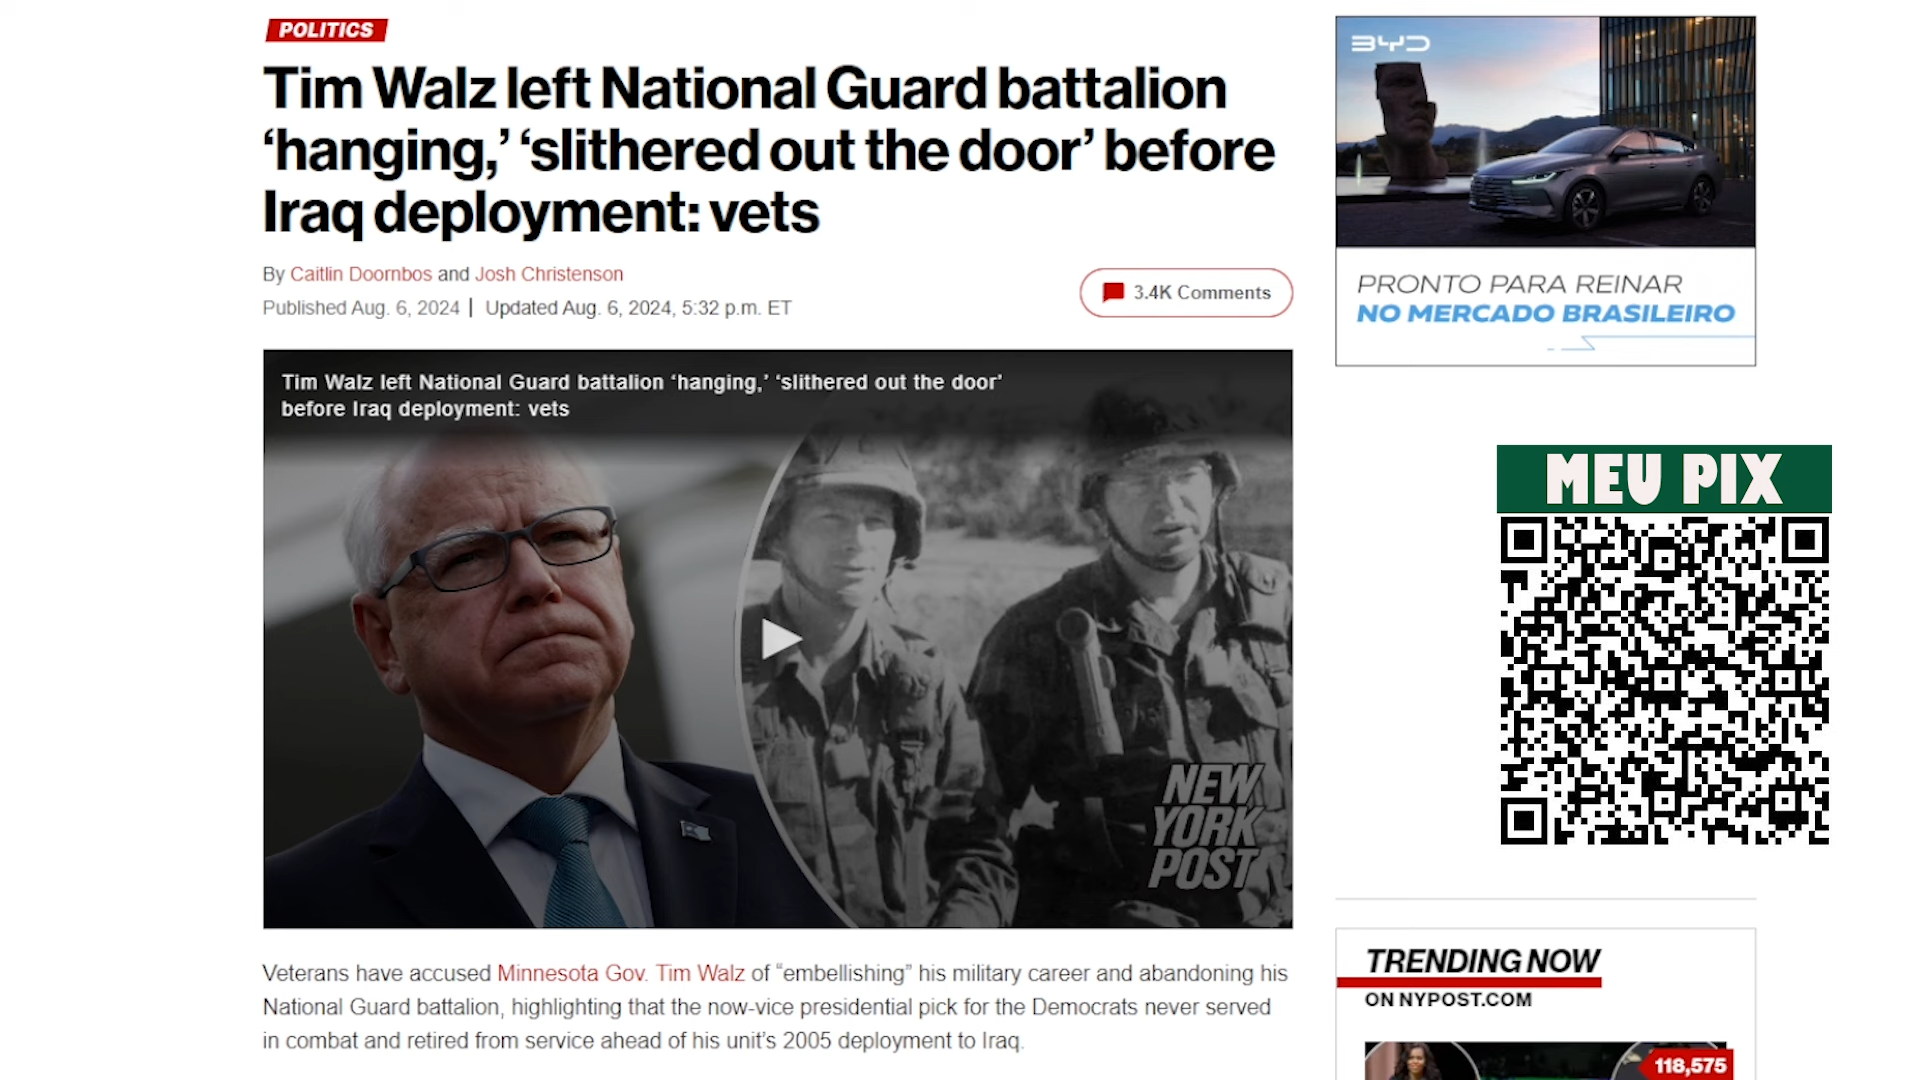 POLITICS
Tim Walz left National Guard battalion
‘hanging,’ ‘slithered out the door’ before
Iraq deployment: vets
By Caitlin Doornbos and Josh Christenson
Published Aug. 6, 2024 | Updated Aug. 6, 2024, 5:32 p.m. ET
3.4K Comments
Tim Walz left National Guard battalion ‘hanging,’ ‘slithered out the door’
before Iraq deployment: vets
NEW
YORK
POST
Veterans have accused Minnesota Gov. Tim Walz of “embellishing” his military career and abandoning his
National Guard battalion, highlighting that the now-vice presidential pick for the Democrats never served
in combat and retired from service ahead of his unit’s 2005 deployment to Iraq.
BYD
PRONTO PARA REINAR
NO MERCADO BRASILEIRO
MEU PIX
TRENDING NOW
ON NYPOST.COM
118,575